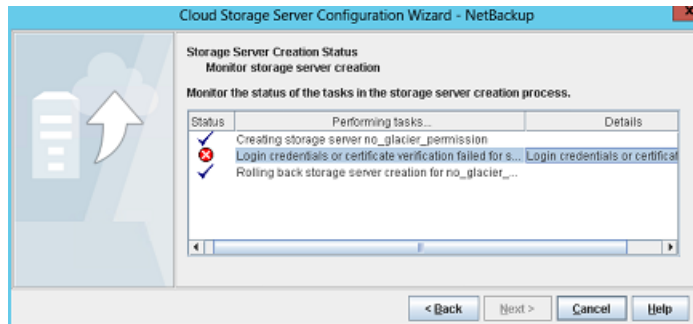 Cloud Storage Server Configuration Wizard - NetBackup
x
Storage Server Creation Status
Monitor storage server creation
Monitor the status of the tasks in the storage server creation process.
Status Performing tasks... Details
Creating storage server no_glacier_permission
Login credentials or certificate verification failed for s... Login credentials or certificat
Rolling back storage server creation for no_glacier_...
< Back Next > Cancel Help